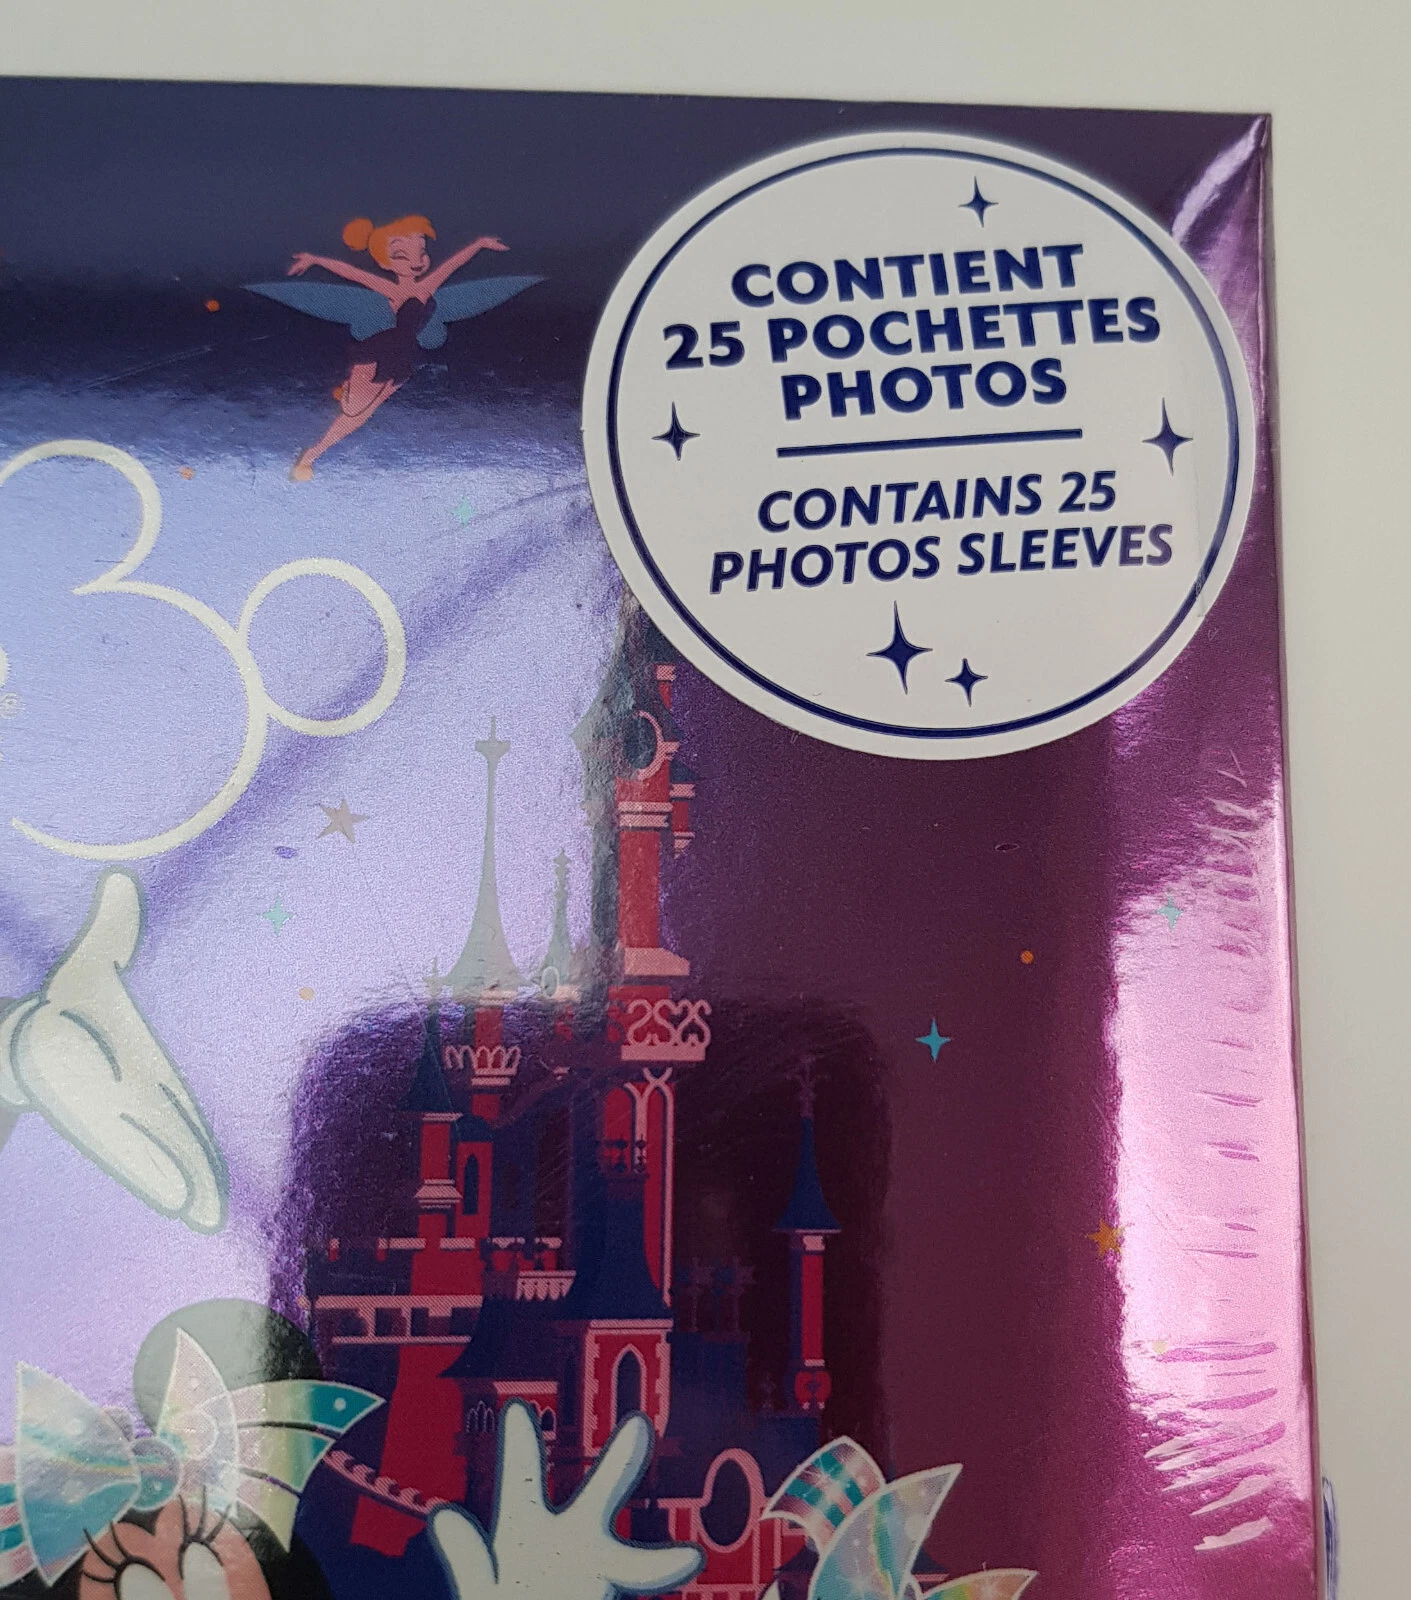 CONTIENT
25 POCHETTES
PHOTOS
CONTAINS 25
PHOTOS SLEEVES